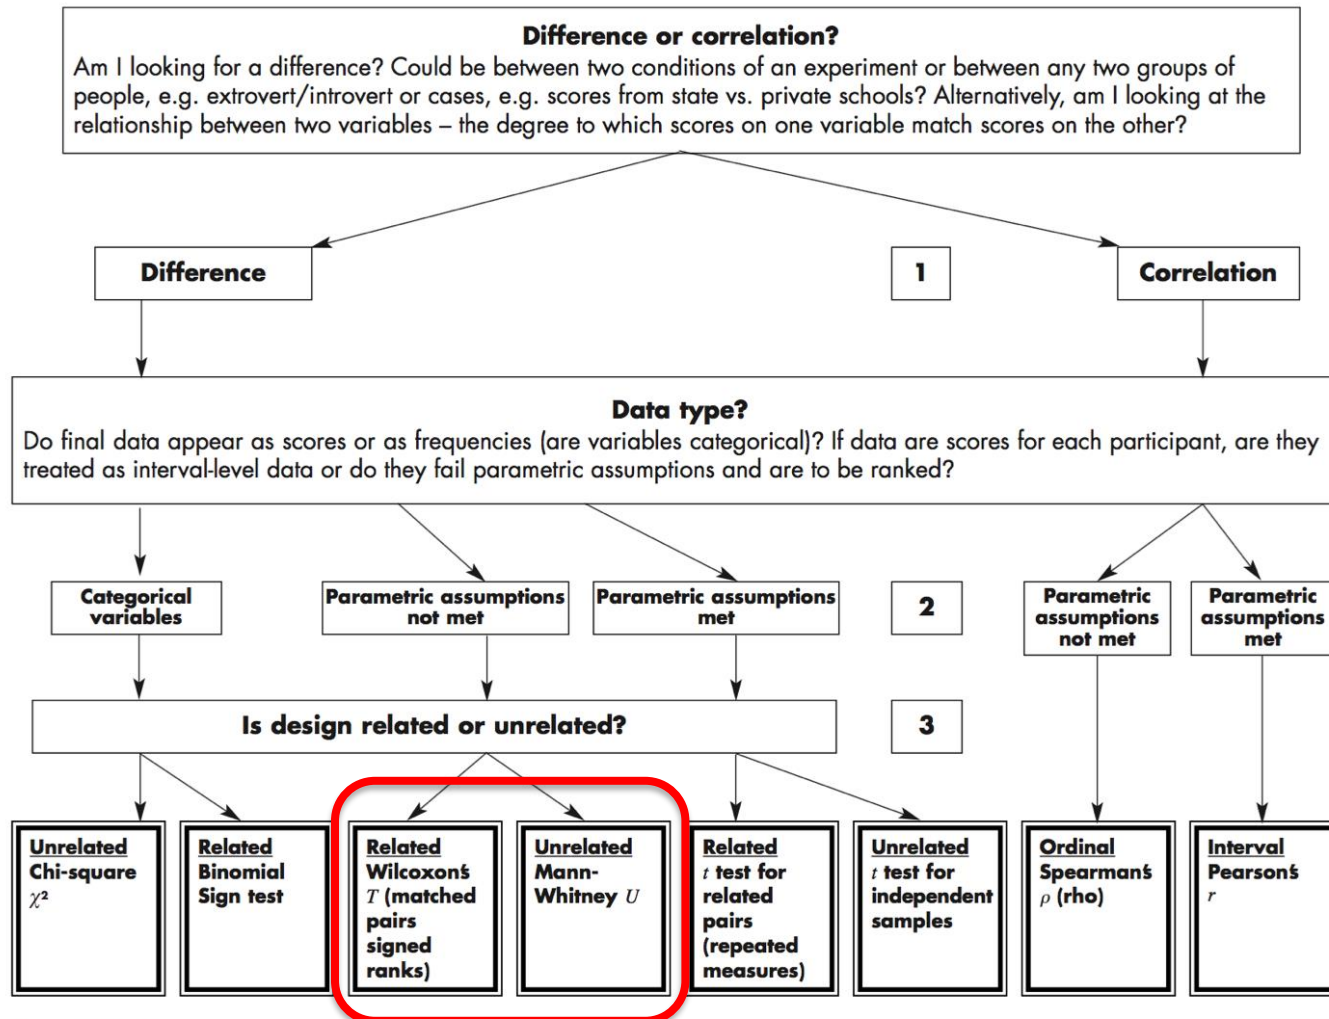 Difference or correlation?
Am I looking for a difference? Could be between two conditions of an experiment or between any two groups of
people, e.g. extrovert/introvert or cases, e.g. scores from state vs. private schools? Alternatively, am I looking at the
relationship between two variables – the degree to which scores on one variable match scores on the other?
Difference
1
Correlation
Data type?
Do final data appear as scores or as frequencies (are variables categorical)? If data are scores for each participant, are they
treated as interval-level data or do they fail parametric assumptions and are to be ranked?
Categorical
variables
Parametric assumptions
not met
Parametric assumptions
met
2
Parametric
assumptions
not met
Parametric
assumptions
met
Is design related or unrelated?
3
Unrelated
Chi-square
χ²
Related
Binomial
Sign test
Related
Wilcoxon's
T (matched
pairs
signed
ranks)
Unrelated
Mann-
Whitney U
Related
t test for
related
pairs
(repeated
measures)
Unrelated
t test for
independent
samples
Ordinal
Spearman's
ρ (rho)
Interval
Pearson's
r